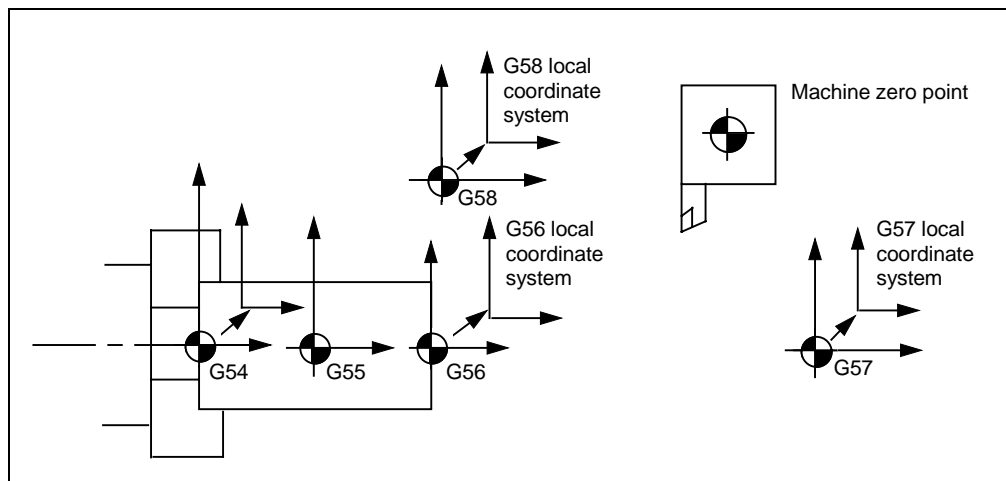 G58 local
coordinate
system
Machine zero point
G58
G56 local
coordinate
system
G57 local
coordinate
system
G54
G55
G56
G57